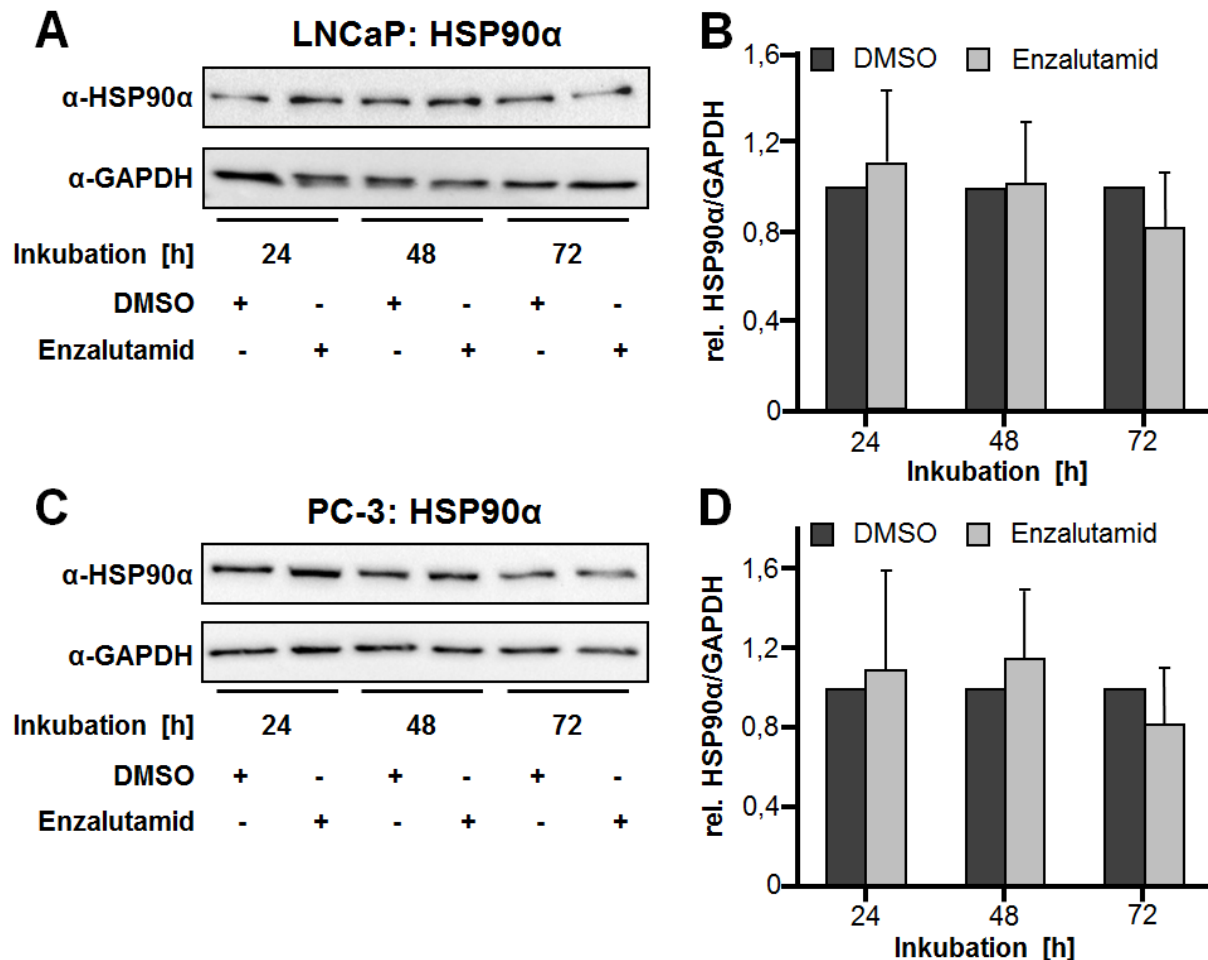 A
LNCaP: HSP90α
α-HSP90α
α-GAPDH
Inkubation [h] 24 48 72
DMSO + - + - + -
Enzalutamid - + - + - +
B
DMSO Enzalutamid
rel. HSP90α/GAPDH
1,6
1,2
0,8
0,4
0
24 48 72
Inkubation [h]
C
PC-3: HSP90α
α-HSP90α
α-GAPDH
Inkubation [h] 24 48 72
DMSO + - + - + -
Enzalutamid - + - + - +
D
DMSO Enzalutamid
rel. HSP90α/GAPDH
1,6
1,2
0,8
0,4
0
24 48 72
Inkubation [h]